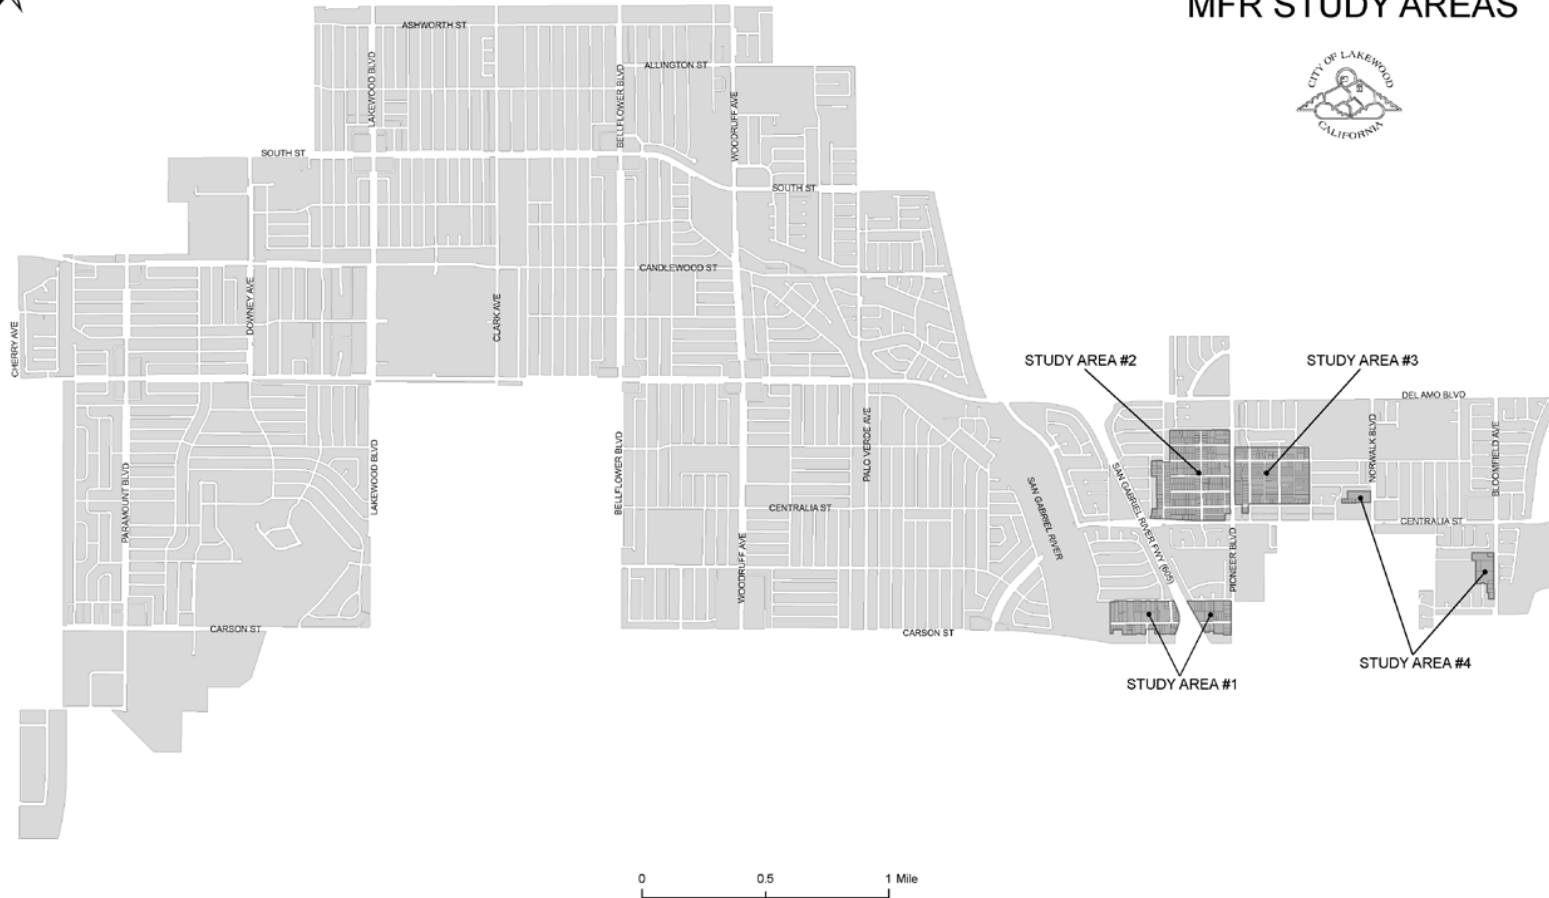 MFR STUDY AREAS
CITY OF LAKEWOOD
CALIFORNIA
ASHWORTH ST
LAKEWOOD BLVD
ALLINGTON ST
BELLFLOWER BLVD
WOODRUFF AVE
SOUTH ST
SOUTH ST
CANDLEWOOD ST
DOWNEY AVE
CLARK AVE
CHERRY AVE
STUDY AREA #2
STUDY AREA #3
DEL AMO BLVD
PARAMOUNT BLVD
LAKEWOOD BLVD
BELLFLOWER BLVD
PALO VERDE AVE
NORWALK BLVD
BLOOMFIELD AVE
SAN GABRIEL RIVER
SAN GABRIEL RIVER FWY (605)
CENTRALIA ST
CENTRALIA ST
WOODRUFF AVE
PIONEER BLVD
CARSON ST
CARSON ST
STUDY AREA #4
STUDY AREA #1
0 0.5 1 Mile